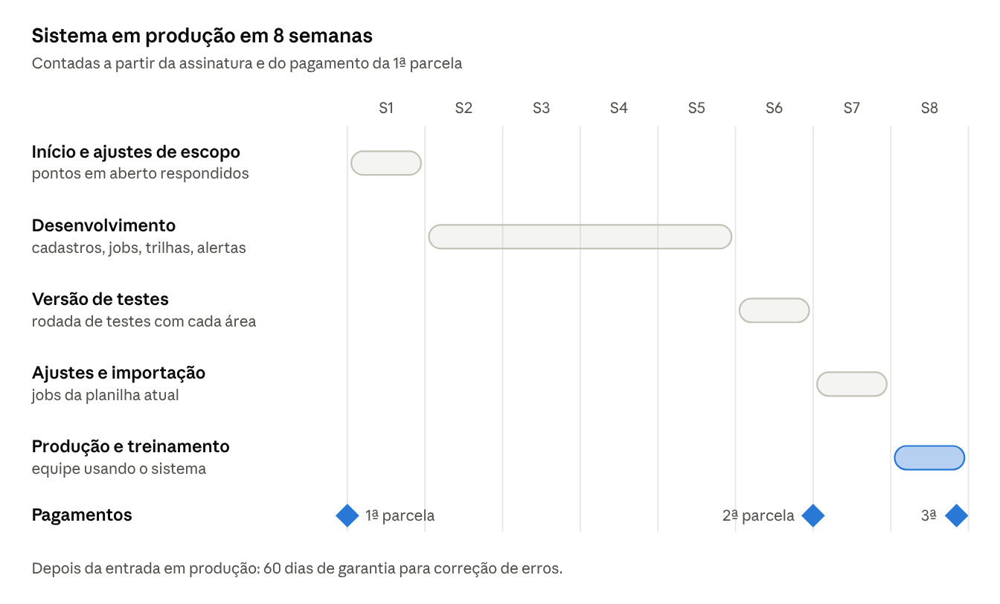 Sistema em produção em 8 semanas
Contadas a partir da assinatura e do pagamento da 1ª parcela
S1 S2 S3 S4 S5 S6 S7 S8
Início e ajustes de escopo
pontos em aberto respondidos
Desenvolvimento
cadastros, jobs, trilhas, alertas
Versão de testes
rodada de testes com cada área
Ajustes e importação
jobs da planilha atual
Produção e treinamento
equipe usando o sistema
Pagamentos 1ª parcela 2ª parcela 3ª
Depois da entrada em produção: 60 dias de garantia para correção de erros.